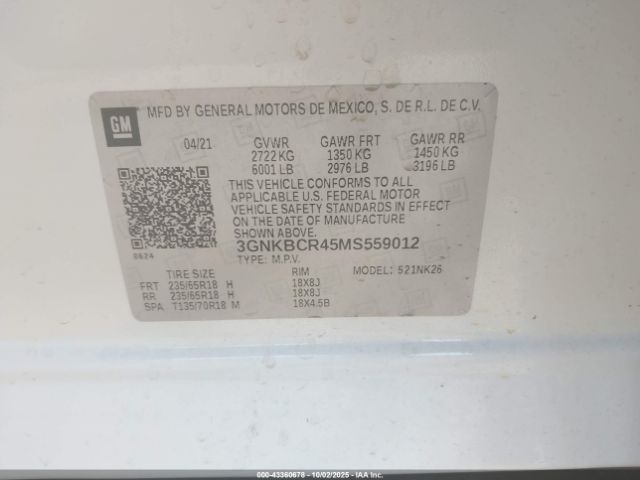 GM MFD BY GENERAL MOTORS DE MEXICO, S. DE R.L. DE C.V.
04/21 GVWR GAWR FRT GAWR RR
2722 KG 1350 KG 1450 KG
6001 LB 2976 LB 3196 LB
THIS VEHICLE CONFORMS TO ALL
APPLICABLE U.S. FEDERAL MOTOR
VEHICLE SAFETY STANDARDS IN EFFECT
ON THE DATE OF MANUFACTURE
SHOWN ABOVE.
3GNKBCR45MS559012
0624 TYPE: M.P.V. MODEL: 521NK26
TIRE SIZE RIM
FRT 235/65R18 H 18X8J
RR 235/65R18 H 18X8J
SPA T135/70R18 M 18X4.5B
000-43360678 - 10/02/2025 - IAA Inc.